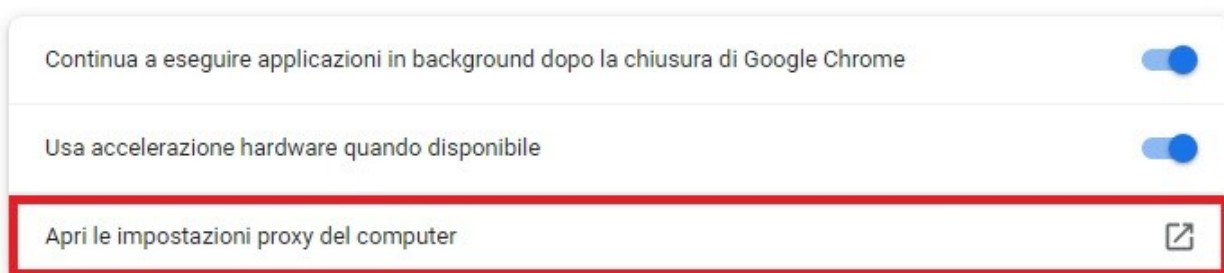 Continua a eseguire applicazioni in background dopo la chiusura di Google Chrome
Usa accelerazione hardware quando disponibile
Apri le impostazioni proxy del computer